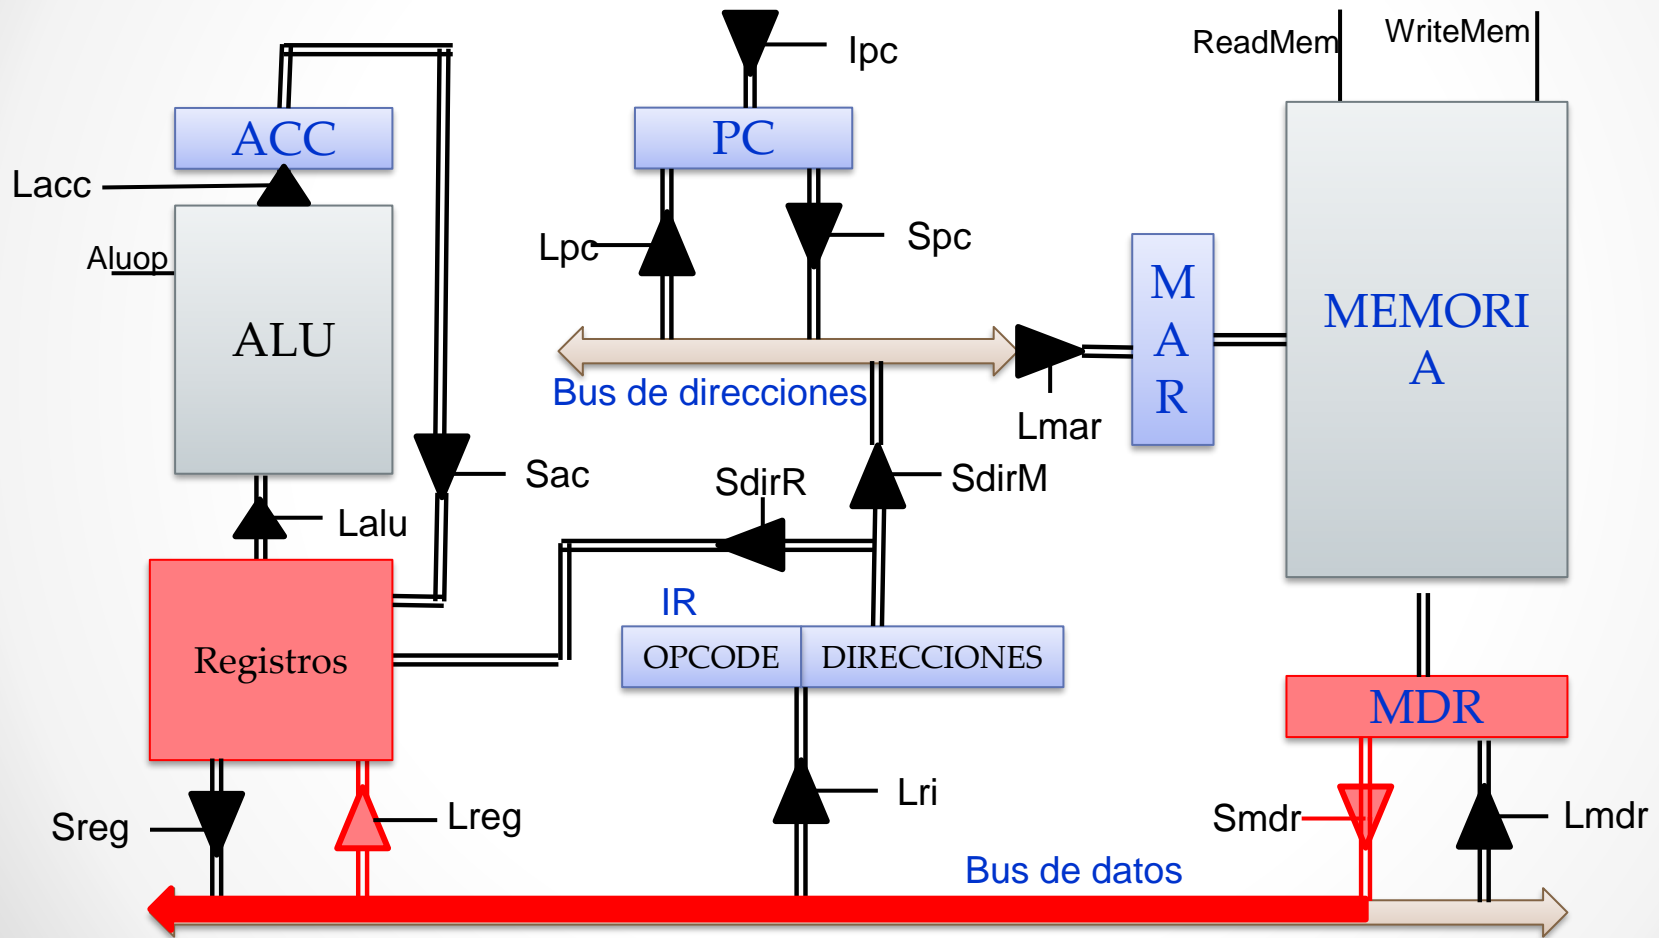 ReadMem
WriteMem
Ipc
ACC
PC
Lacc
Aluop
Lpc
Spc
ALU
M
A
R
MEMORI
A
Bus de direcciones
Lmar
Sac
SdirR
SdirM
Lalu
IR
Registros
OPCODE
DIRECCIONES
MDR
Sreg
Lreg
Lri
Smdr
Lmdr
Bus de datos